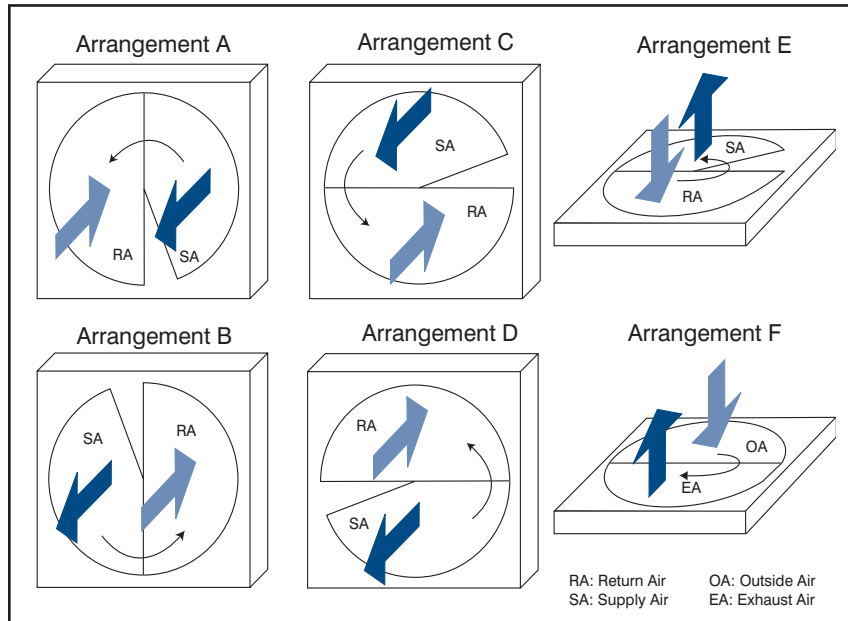 Arrangement A
RA
SA
Arrangement C
SA
RA
Arrangement E
SA
RA
Arrangement B
SA
RA
Arrangement D
RA
SA
Arrangement F
OA
EA
RA: Return Air OA: Outside Air
SA: Supply Air EA: Exhaust Air